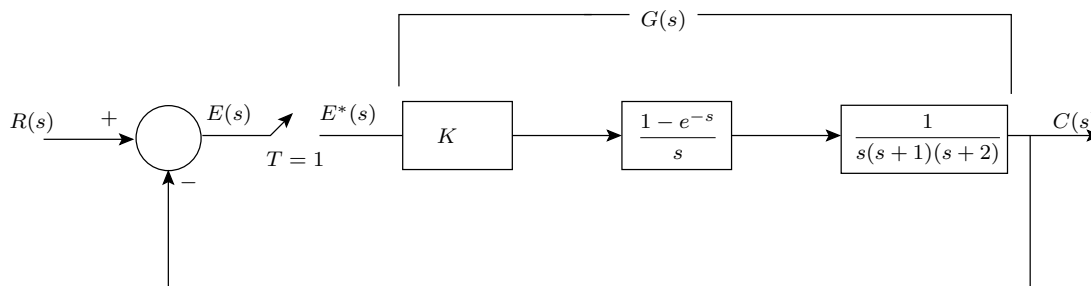 G(s)
R(s)
+
E(s)
T = 1
E*(s)
K
1 − e^{−s}
s
1
s(s + 1)(s + 2)
C(s
−